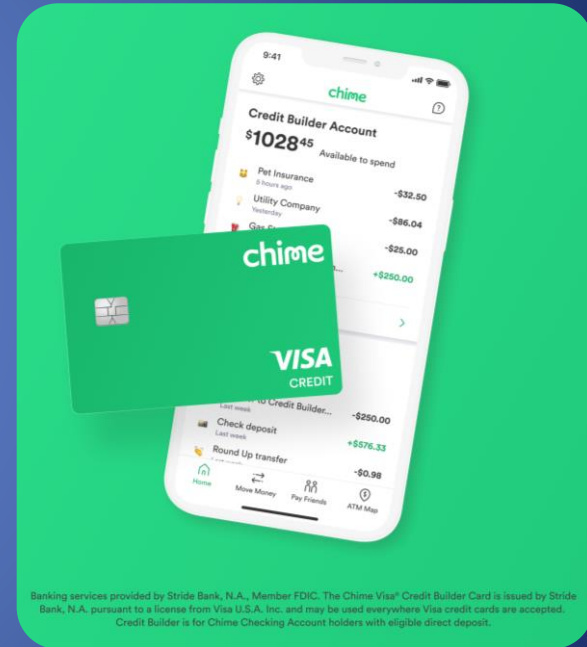 9:41
chime
Credit Builder Account
$1028 45 Available to spend
Pet Insurance
-$32.50
5 hours ago
Utility Company
-$86.04
Yesterday
Gas
-$25.00
+$250.00
chime
VISA
CREDIT
to Credit Builder...
-$250.00
Last week
Check deposit
+$576.33
Last week
Round Up transfer
-$0.98
Home
Move Money
Pay Friends
ATM Map
Banking services provided by Stride Bank, N.A., Member FDIC. The Chime Visa® Credit Builder Card is issued by Stride
Bank, N.A. pursuant to a license from Visa U.S.A. Inc. and may be used everywhere Visa credit cards are accepted.
Credit Builder is for Chime Checking Account holders with eligible direct deposit.